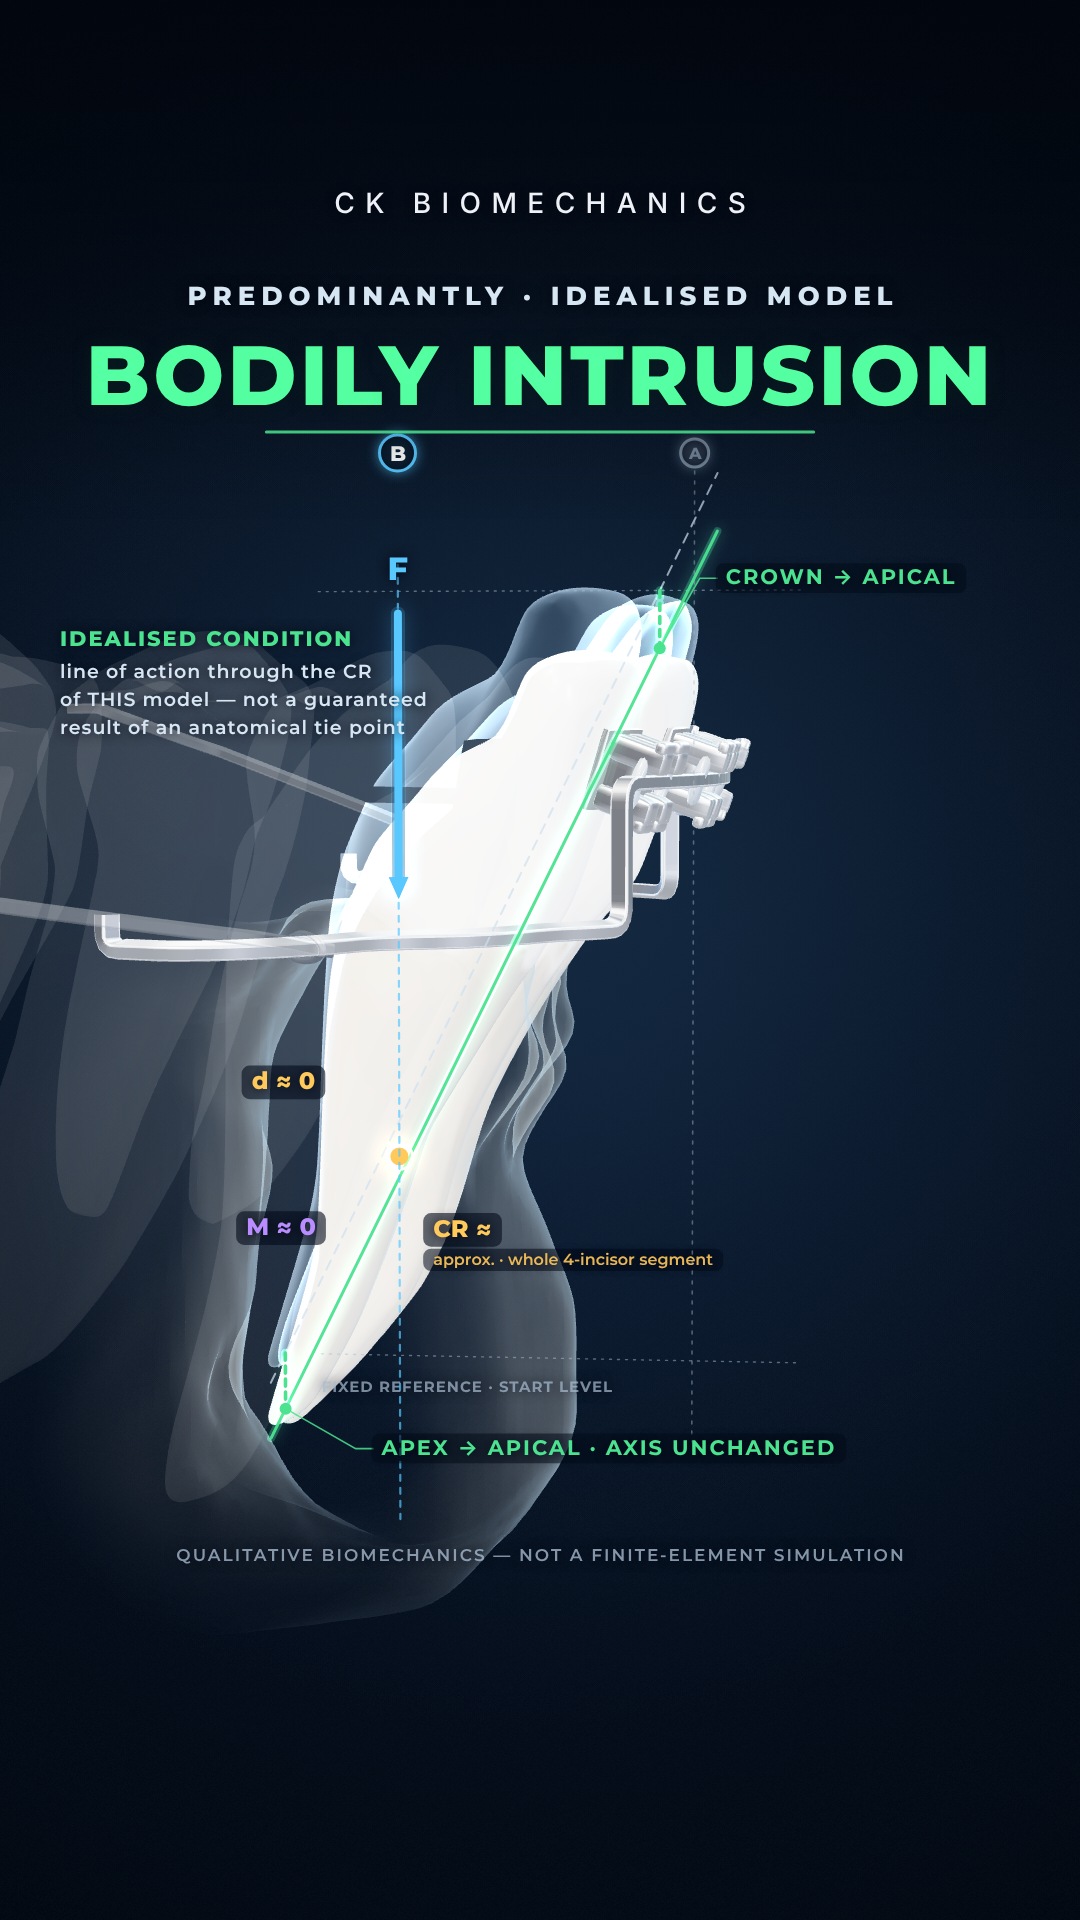 CK BIOMECHANICS
PREDOMINANTLY · IDEALISED MODEL
BODILY INTRUSION
B
A
F
CROWN → APICAL
IDEALISED CONDITION
line of action through the CR
of THIS model — not a guaranteed
result of an anatomical tie point
d ≈ 0
M ≈ 0
CR ≈
approx. · whole 4-incisor segment
FIXED REFERENCE · START LEVEL
APEX → APICAL · AXIS UNCHANGED
QUALITATIVE BIOMECHANICS — NOT A FINITE-ELEMENT SIMULATION